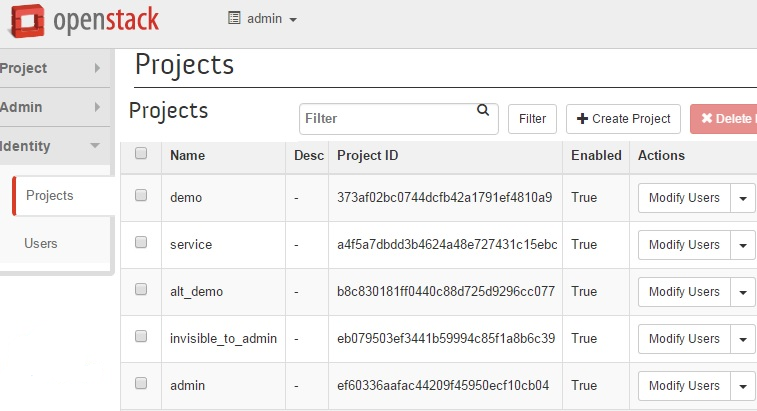 openstack admin
Project
Projects
Admin
Projects Filter Filter Create Project Delete
Identity
Name Desc Project ID Enabled Actions
Projects
demo - 373af02bc0744dcfb42a1791ef4810a9 True Modify Users
Users
service - a4f5a7dbdd3b4624a48e727431c15ebc True Modify Users
alt_demo - b8c830181ff0440c88d725d9296cc077 True Modify Users
invisible_to_admin - eb079503ef3441b59994c85f1a8b6c39 True Modify Users
admin - ef60336aafac44209f45950ecf10cb04 True Modify Users